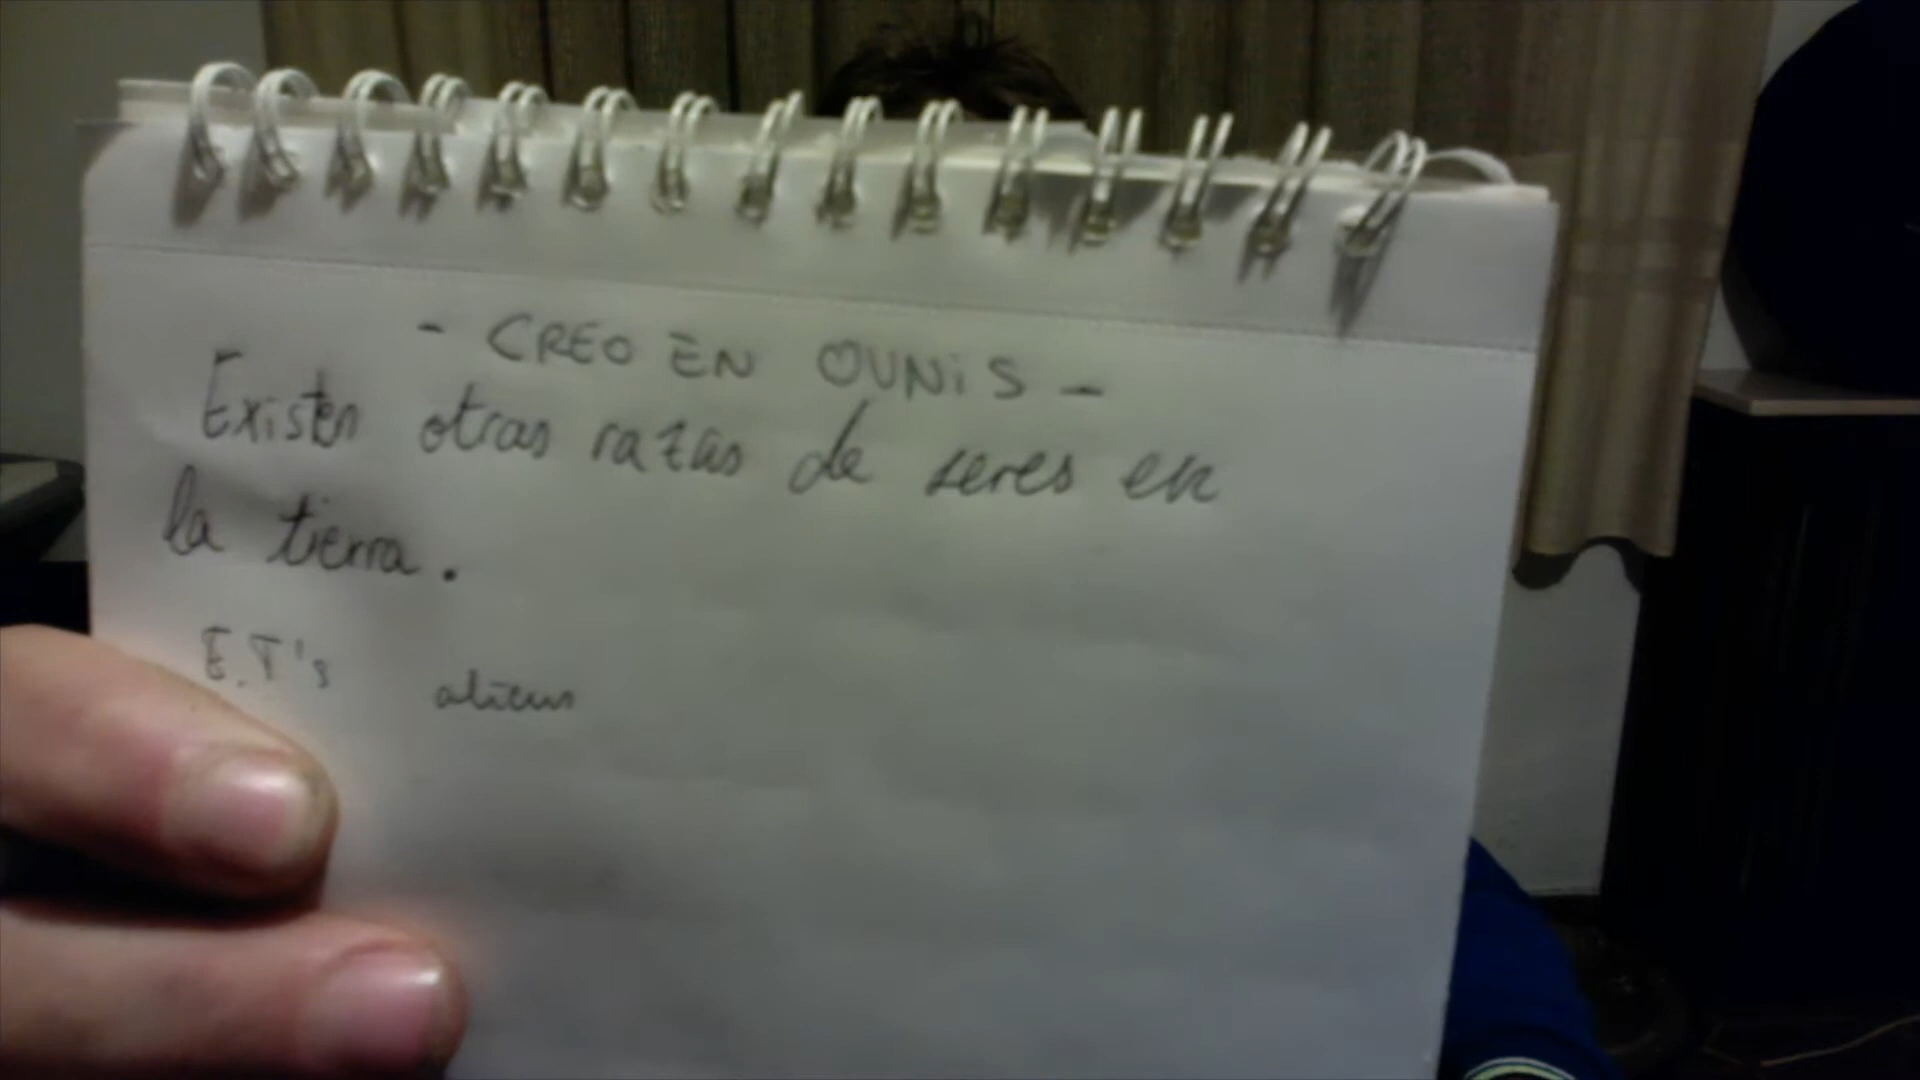 - CREO EN OVNiS -
Existen otras razas de seres en
la tierra.
E.T's aliens